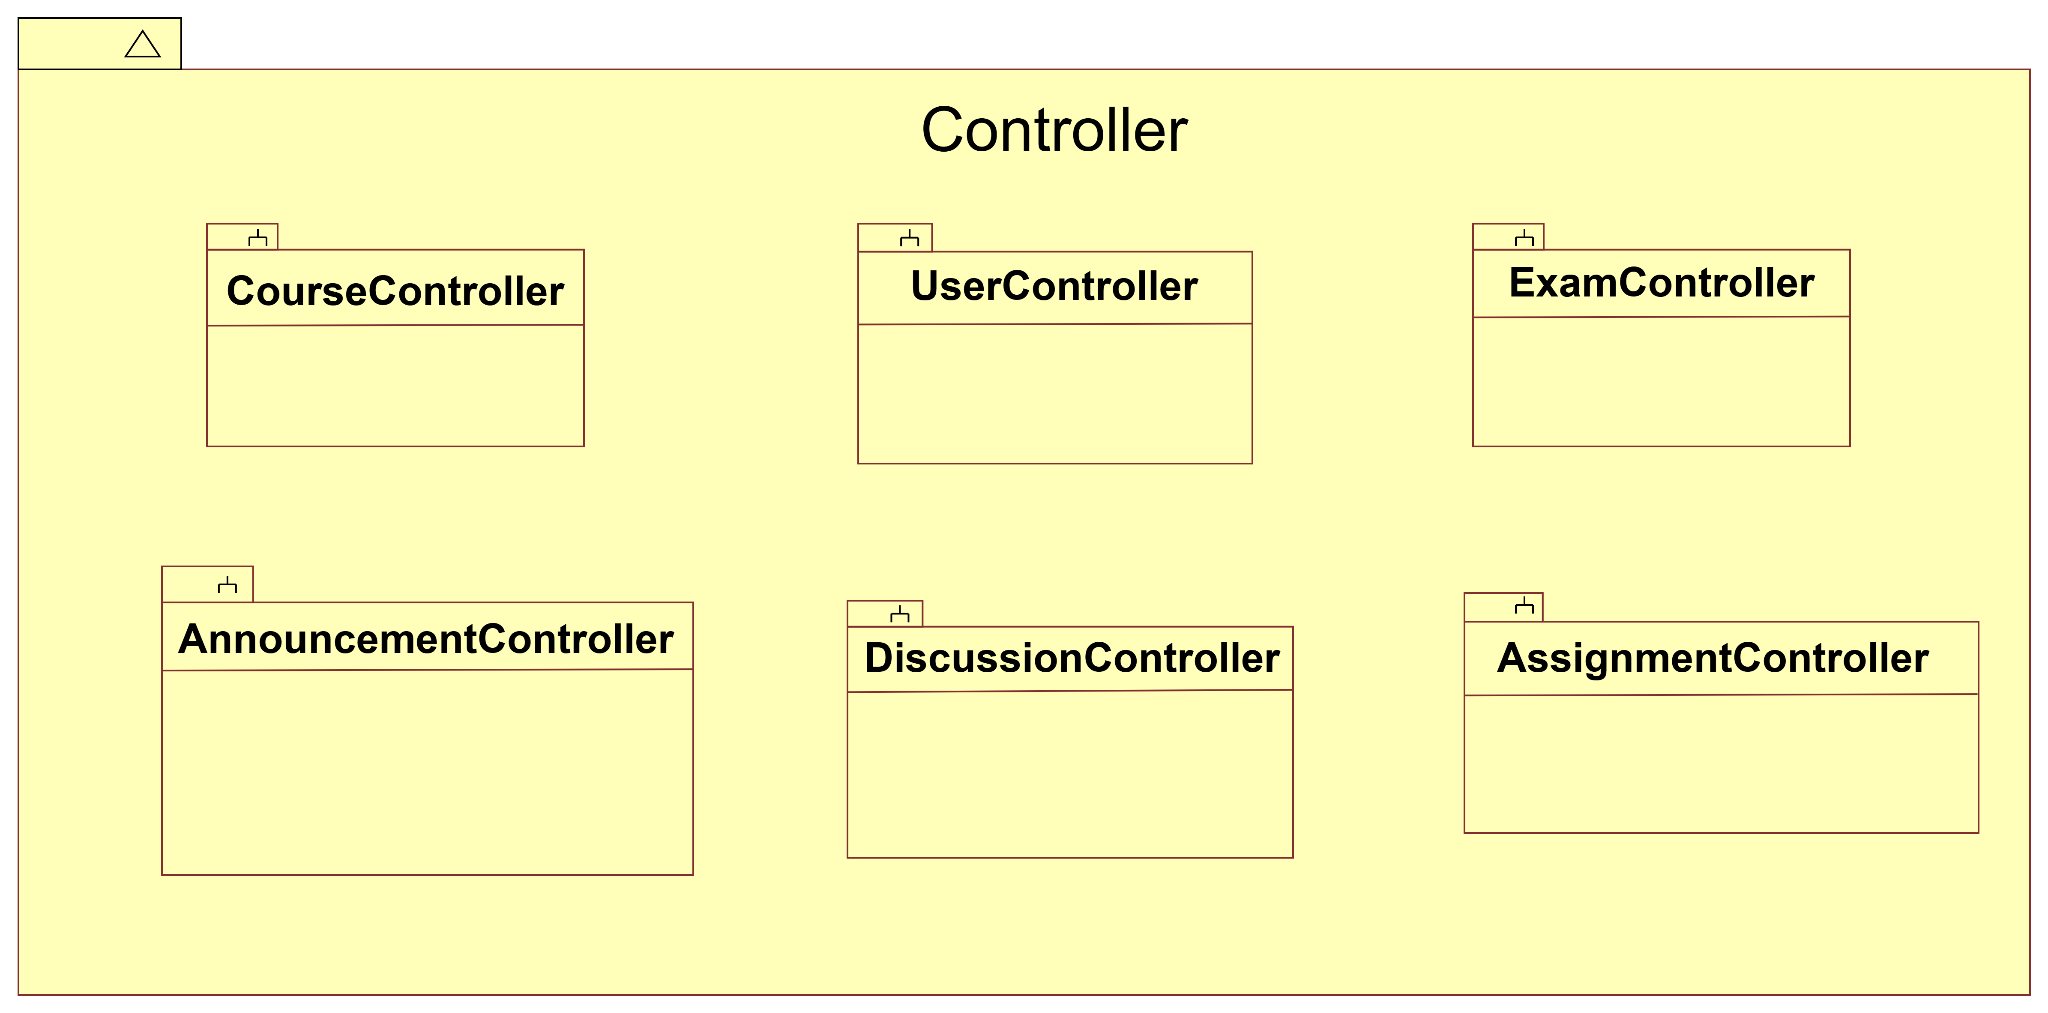 Controller
CourseController
UserController
ExamController
AnnouncementController
DiscussionController
AssignmentController